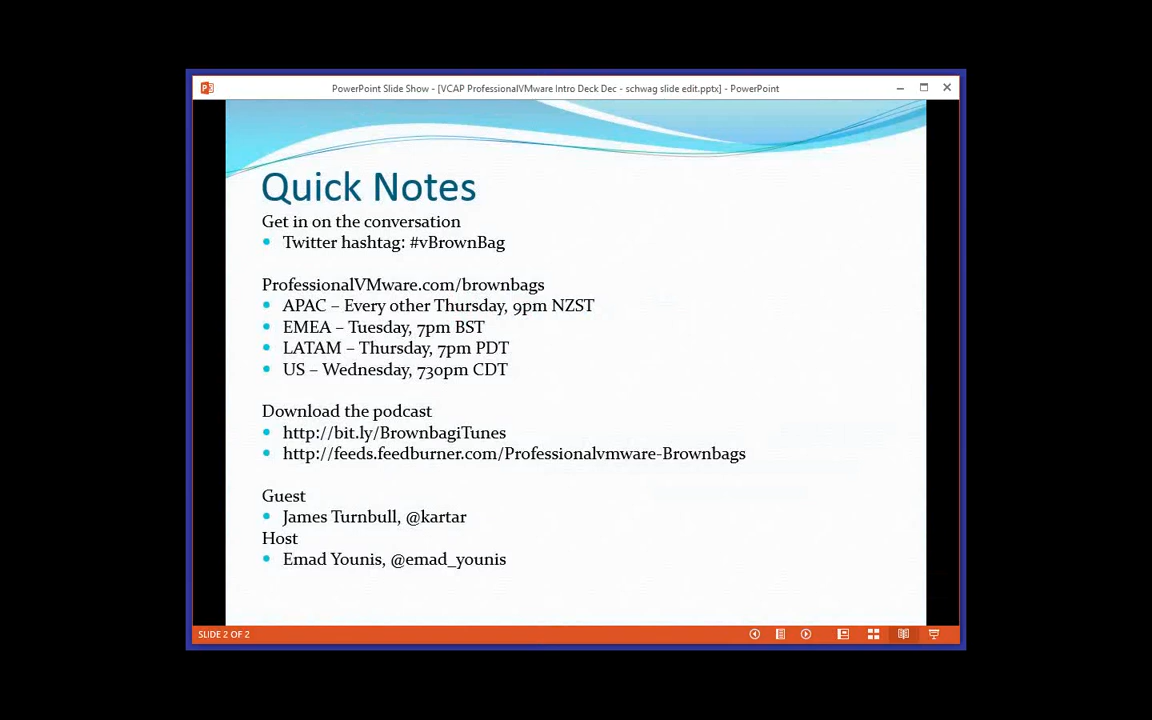 PowerPoint Slide Show - [VCAP ProfessionalVMware Intro Deck Dec - schwag slide edit.pptx] - PowerPoint
Quick Notes
Get in on the conversation
• Twitter hashtag: #vBrownBag
ProfessionalVMware.com/brownbags
• APAC – Every other Thursday, 9pm NZST
• EMEA – Tuesday, 7pm BST
• LATAM – Thursday, 7pm PDT
• US – Wednesday, 730pm CDT
Download the podcast
• http://bit.ly/BrownbagiTunes
• http://feeds.feedburner.com/Professionalvmware-Brownbags
Guest
• James Turnbull, @kartar
Host
• Emad Younis, @emad_younis
SLIDE 2 OF 2